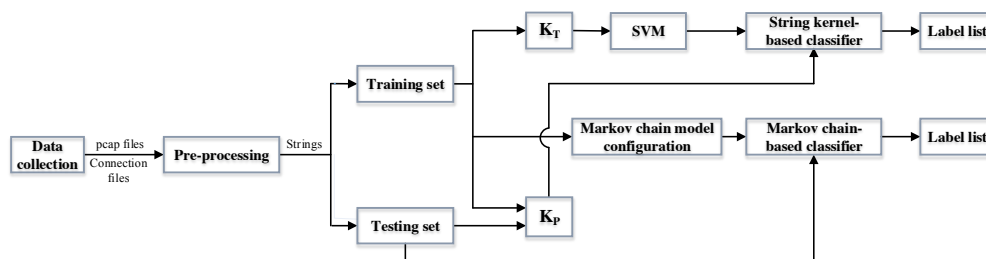 Data
collection
pcap files
Connection
files
Pre-processing
Strings
Training set
Testing set
K_T
SVM
String kernel-
based classifier
Label list
Markov chain model
configuration
Markov chain-
based classifier
Label list
K_P